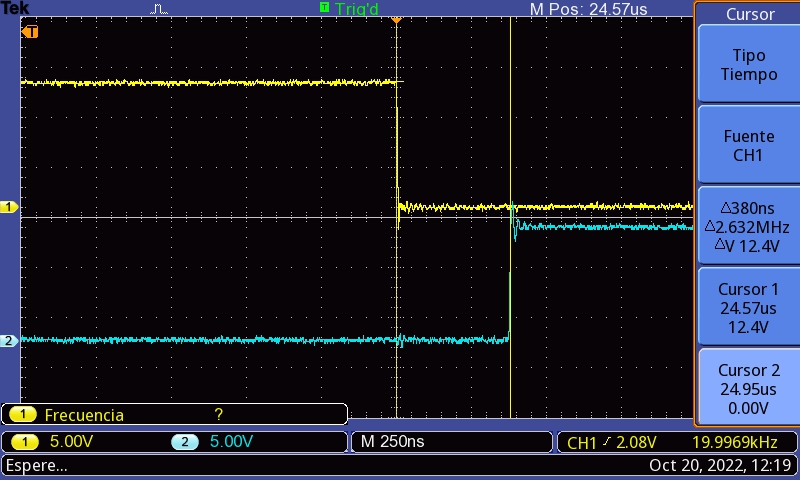 Tek
T Trig'd
M Pos: 24.57us
Cursor
T
Tipo
Tiempo
Fuente
CH1
△380ns
△2.632MHz
△V 12.4V
Cursor 1
24.57us
12.4V
Cursor 2
24.95us
0.00V
1
2
1 Frecuencia ?
1 5.00V
2 5.00V
M 250ns
CH1 / 2.08V 19.9969kHz
Espere...
Oct 20, 2022, 12:19